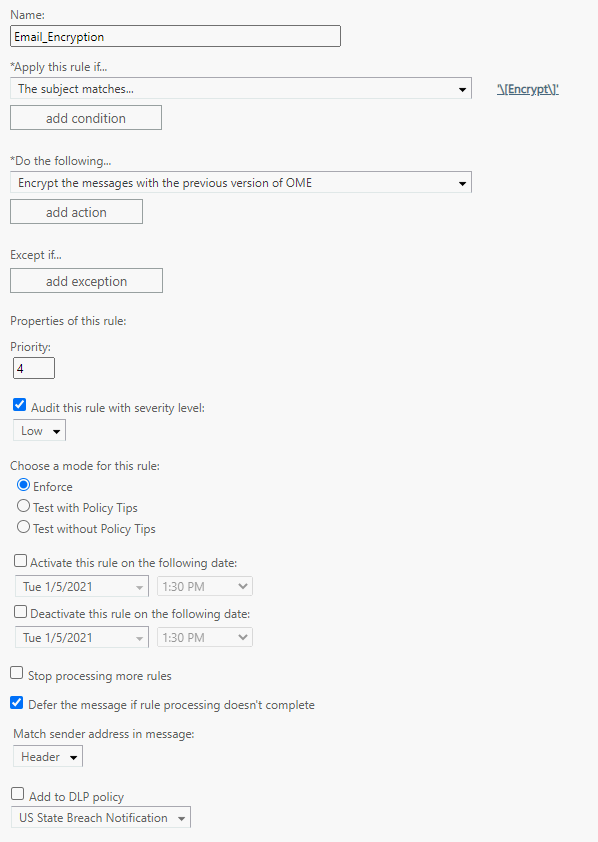 Name:
Email_Encryption
*Apply this rule if...
The subject matches... '\[Encrypt\]'
add condition
*Do the following...
Encrypt the messages with the previous version of OME
add action
Except if...
add exception
Properties of this rule:
Priority:
4
Audit this rule with severity level:
Low
Choose a mode for this rule:
Enforce
Test with Policy Tips
Test without Policy Tips
Activate this rule on the following date:
Tue 1/5/2021 1:30 PM
Deactivate this rule on the following date:
Tue 1/5/2021 1:30 PM
Stop processing more rules
Defer the message if rule processing doesn't complete
Match sender address in message:
Header
Add to DLP policy
US State Breach Notification